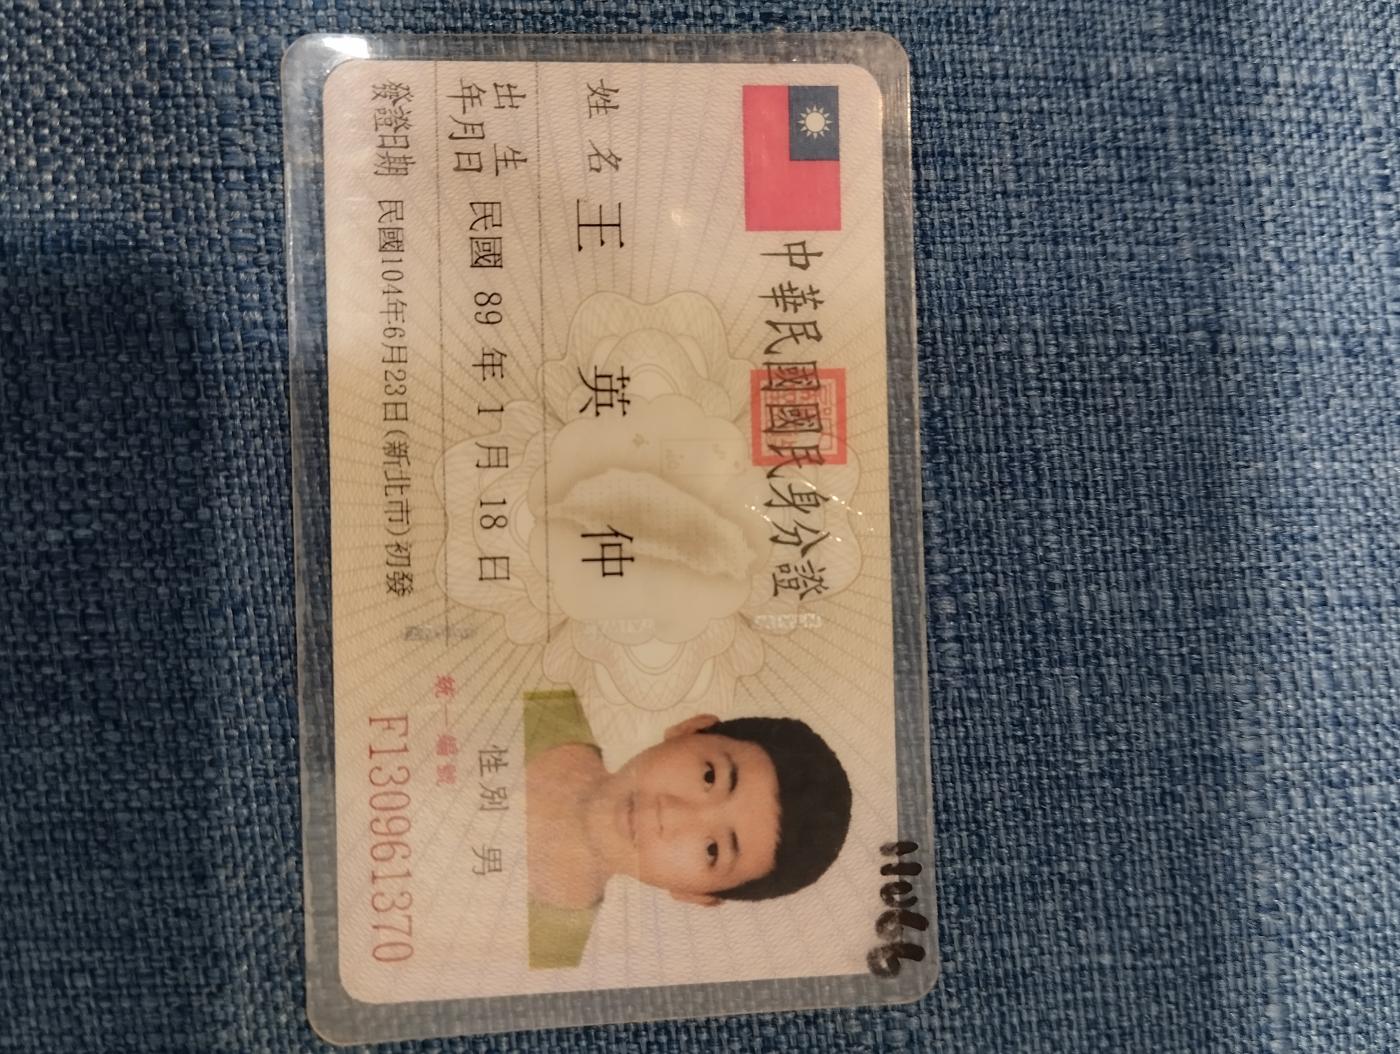 中華民國國民身分證
姓名 王英仲
出生年月日 民國 89 年 1 月 18 日
性別 男
發證日期 民國104年6月23日(新北市)初發
統一編號
F130961370